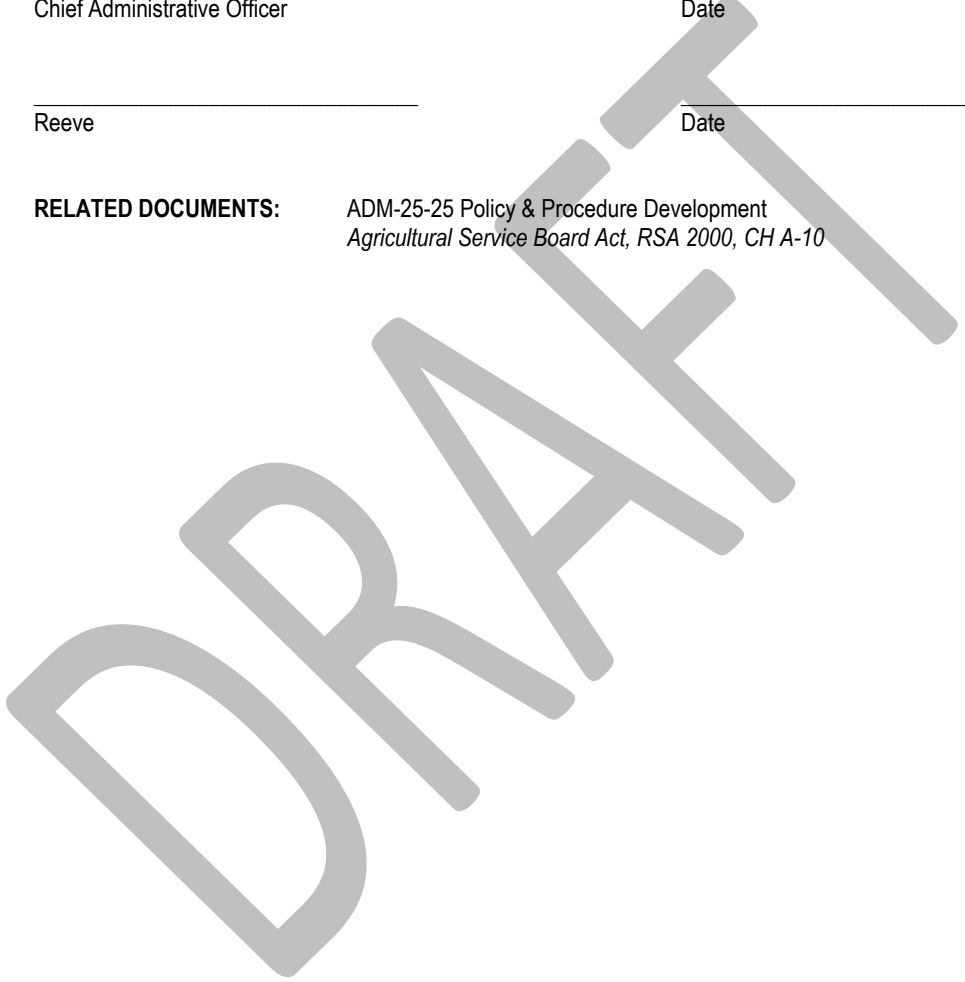 Chief Administrative Officer Date
Reeve Date
RELATED DOCUMENTS: ADM-25-25 Policy & Procedure Development
Agricultural Service Board Act, RSA 2000, CH A-10
DRAFT